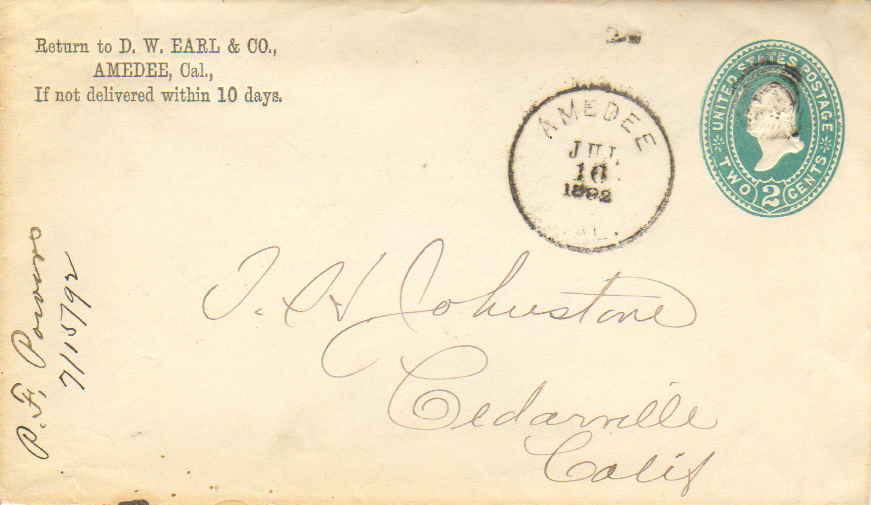 Return to D. W. EARL & CO.,
AMEDEE, Cal.,
If not delivered within 10 days.
AMEDEE
JUL
16
1892
AL.
UNITED STATES POSTAGE
TWO 2 CENTS
T. H. Johnstone
Cedarville
Calif
P. F. Powers
7/15/92